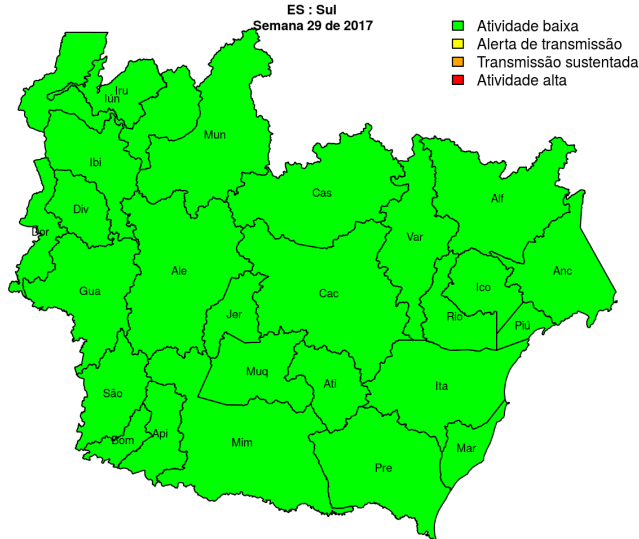 ES : Sul
Semana 29 de 2017
Atividade baixa
Alerta de transmissão
Transmissão sustentada
Atividade alta
Iru
Iún
Mun
Ibi
Cas
Alf
Div
Dor
Var
Ale
Anc
Gua
Cac
Ico
Jer
Rio
Piú
Muq
Ati
Ita
São
Api
Bom
Mim
Mar
Pre